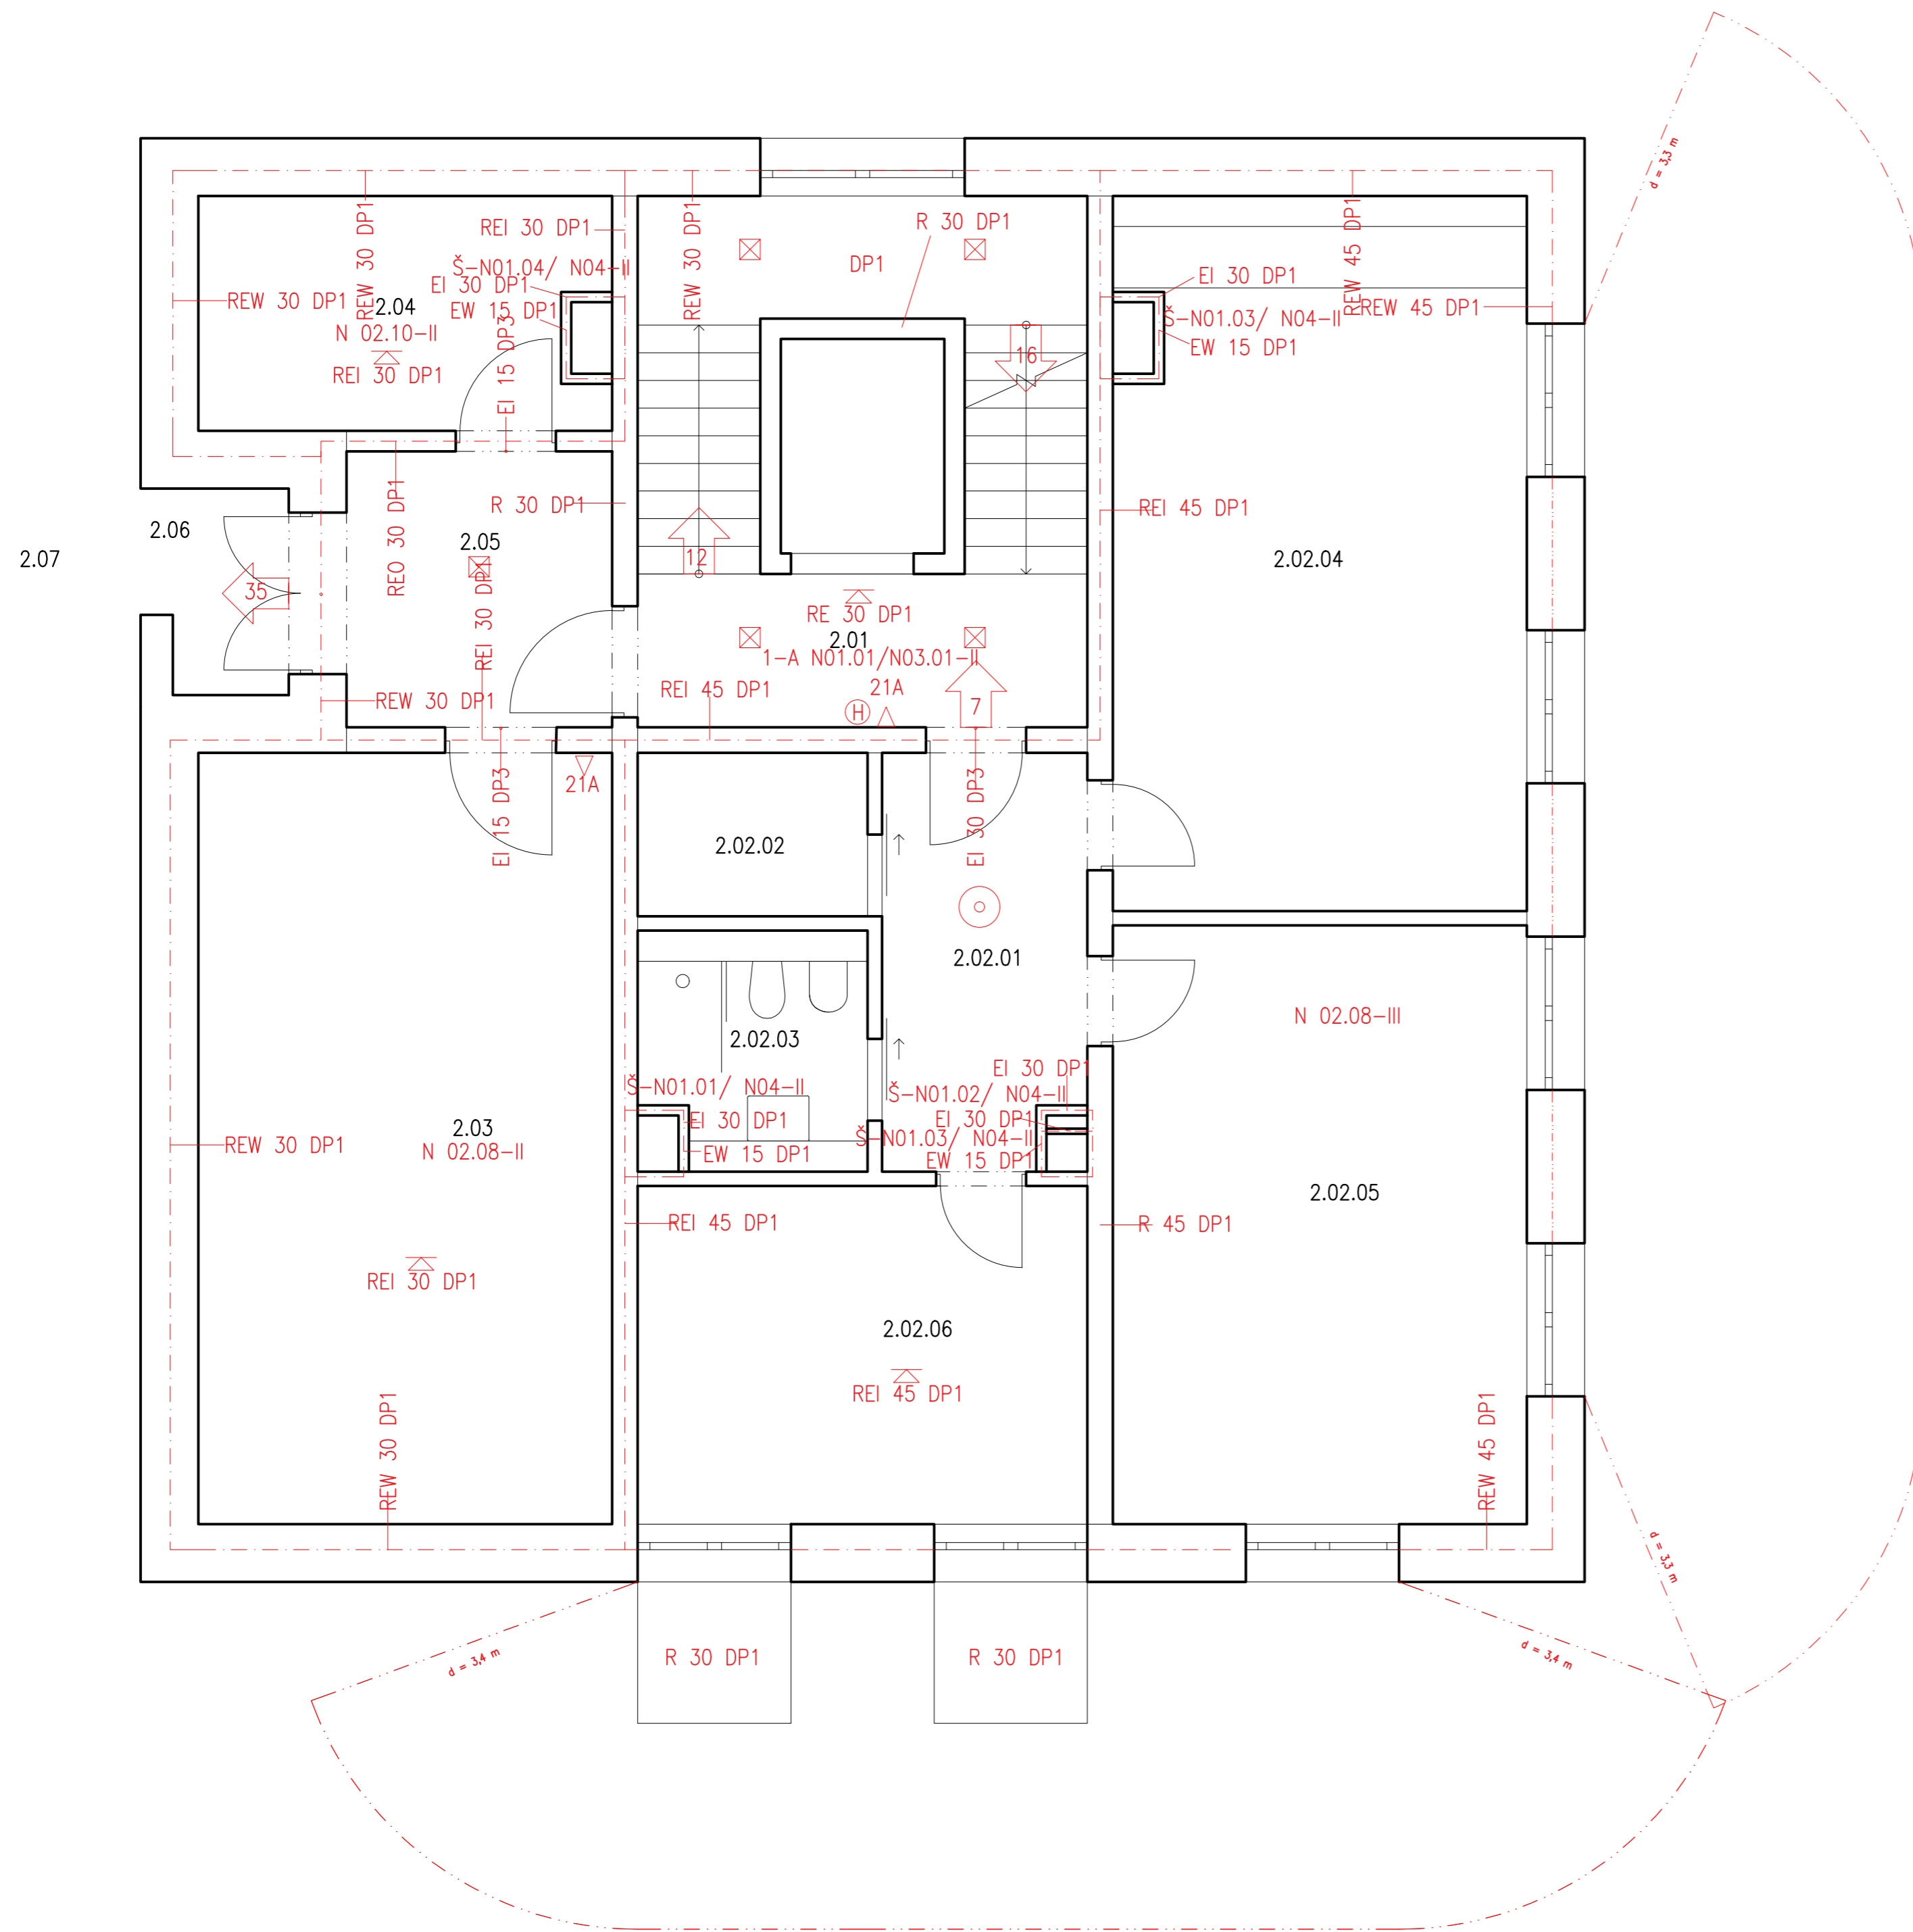 d = 3,3 m
R 30 DP1
REI 30 DP1
REW 30 DP1
REW 30 DP1
REW 45 DP1
DP1
Š-N01.04/ N04-II
EI 30 DP1
EI 30 DP1
REW 30 DP1
2.04
EW 15 DP1
REW 45 DP1
Š-N01.03/ N04-II
N 02.10-II
EW 15 DP1
16
REI 30 DP1
EI 15 DP3
R 30 DP1
REI 45 DP1
2.06
2.05
2.07
REO 30 DP1
12
2.02.04
35
REI 30 DP1
RE 30 DP1
2.01
1-A N01.01/N03.01-II
REI 45 DP1
21A
REW 30 DP1
H
7
21A
EI 15 DP3
EI 30 DP3
2.02.02
2.02.01
N 02.08-III
2.02.03
EI 30 DP1
Š-N01.01/ N04-II
Š-N01.02/ N04-II
EI 30 DP1
EI 30 DP1
2.03
Š-N01.03/ N04-II
REW 30 DP1
N 02.08-II
EW 15 DP1
EW 15 DP1
2.02.05
REI 45 DP1
R 45 DP1
REI 30 DP1
2.02.06
REI 45 DP1
REW 30 DP1
REW 45 DP1
d = 3,3 m
R 30 DP1
R 30 DP1
d = 3,4 m
d = 3,4 m